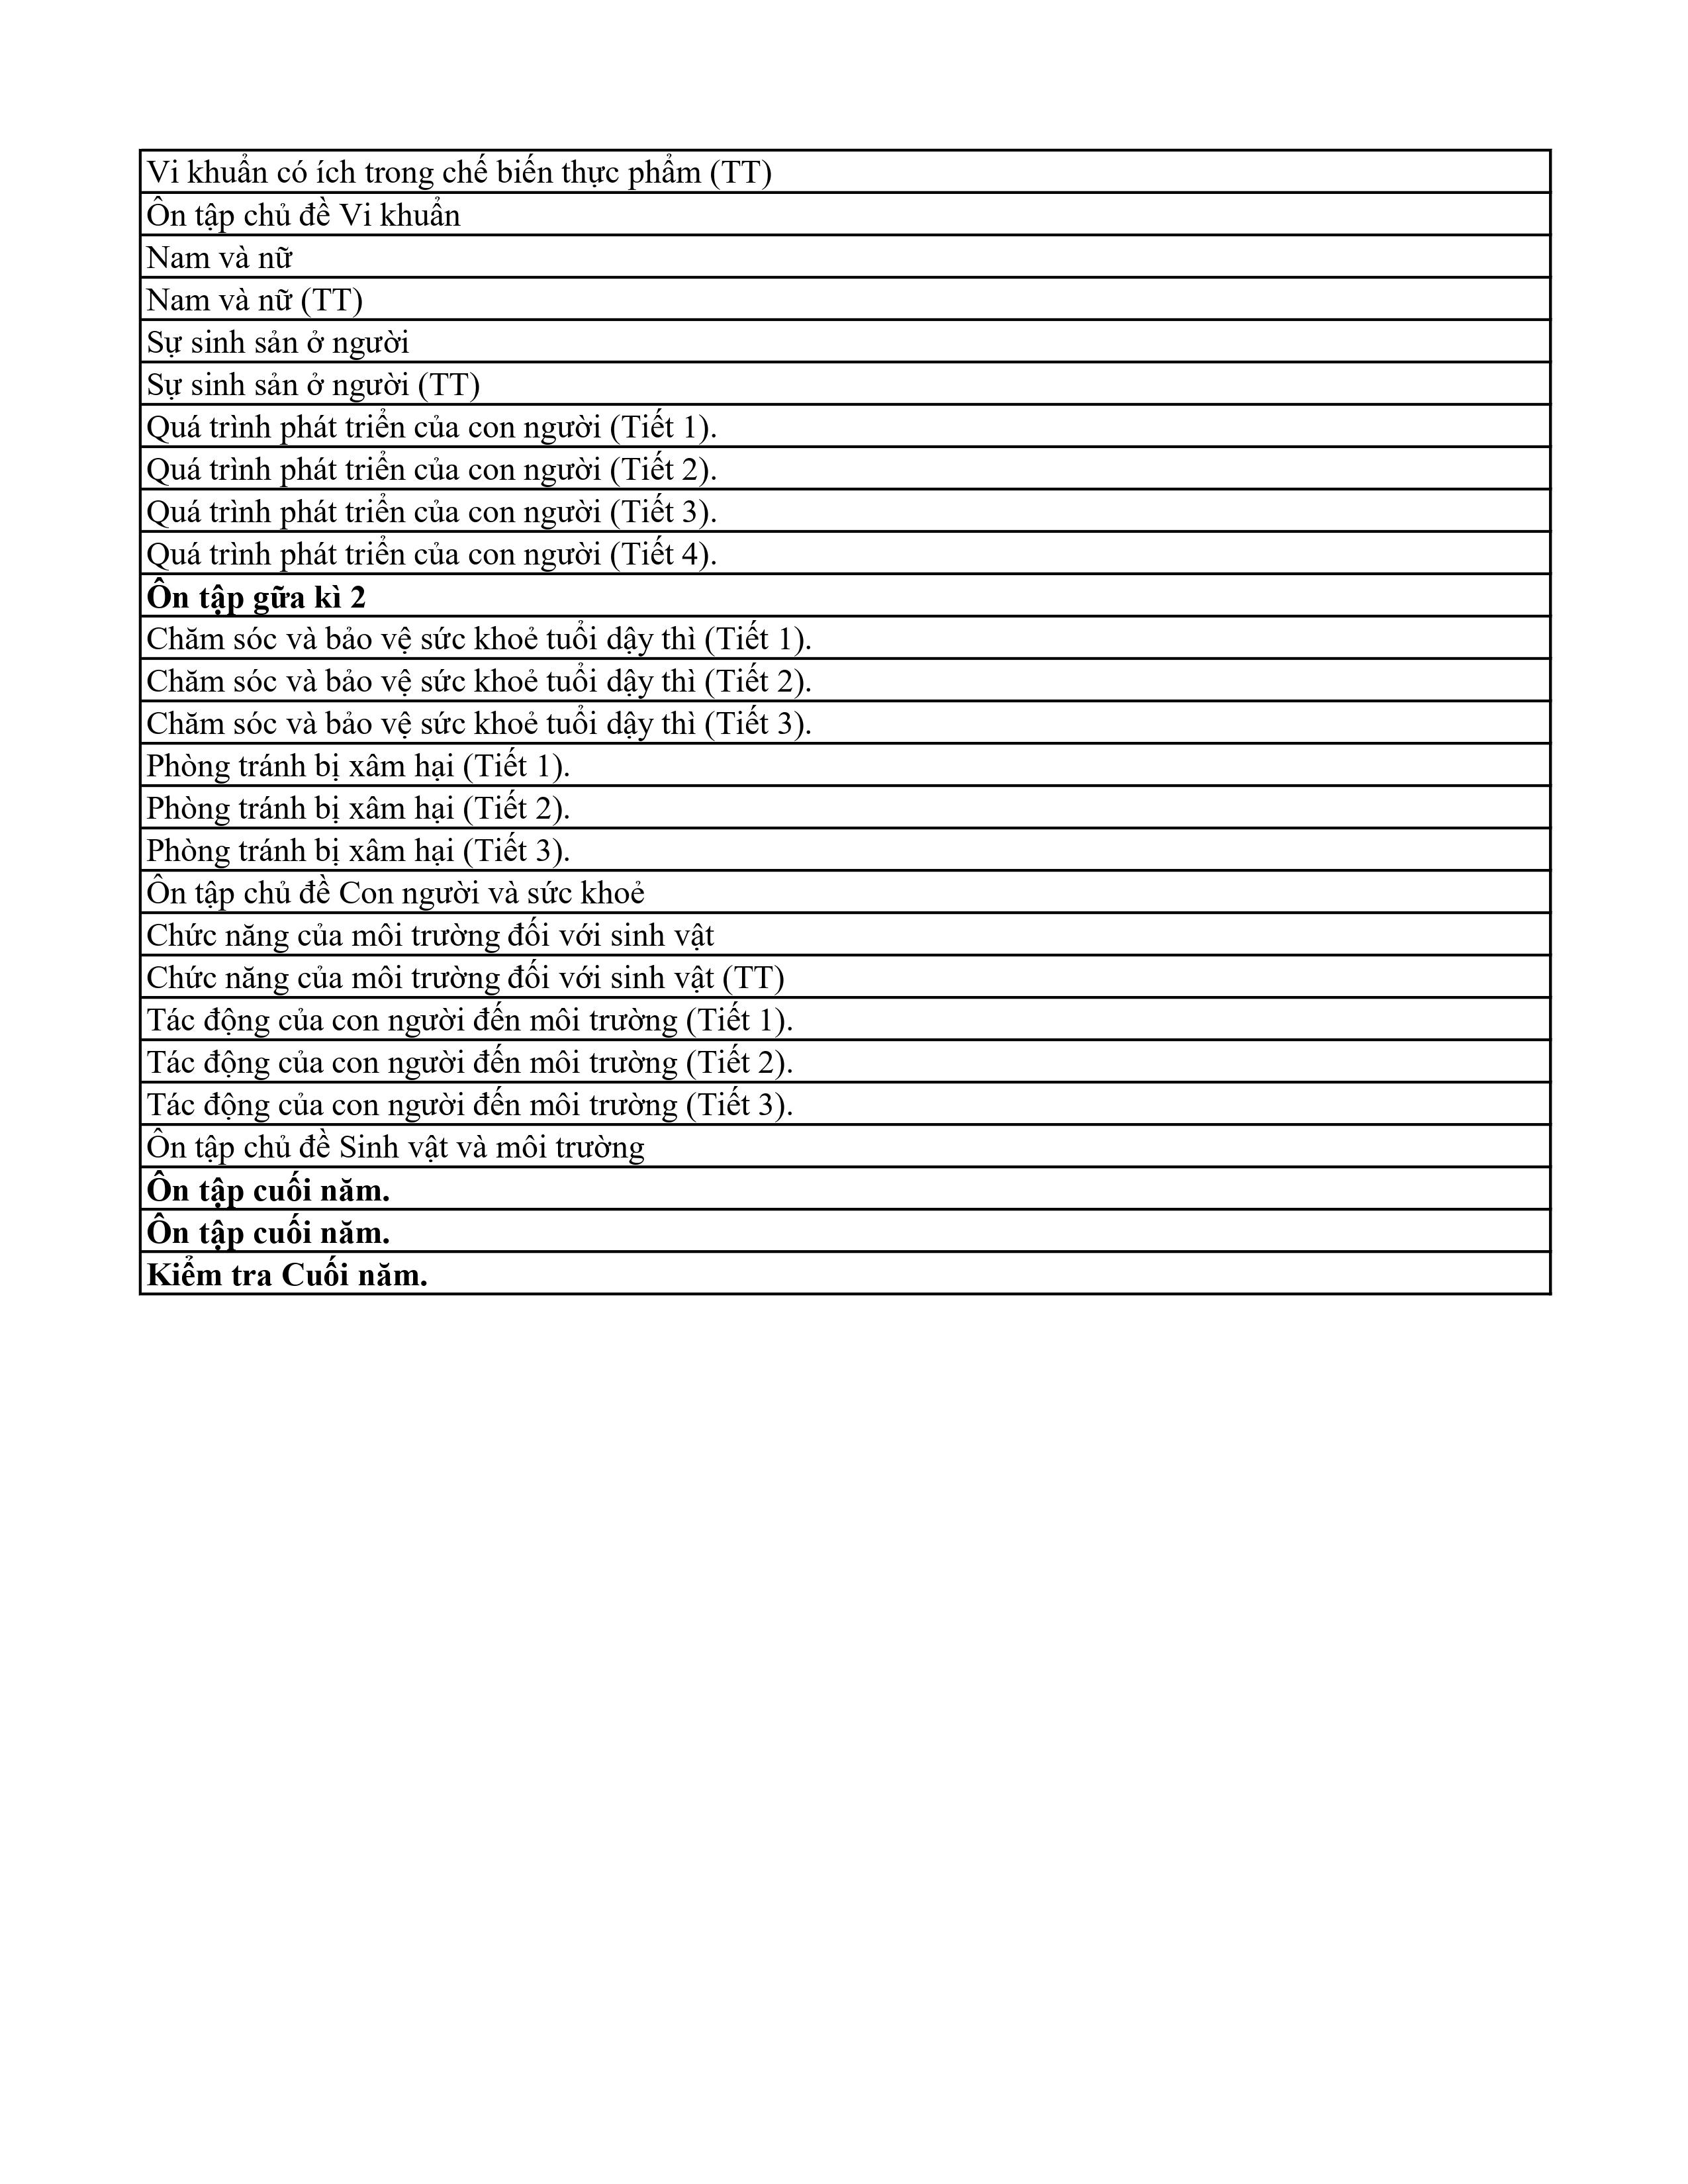 Vi khuẩn có ích trong chế biến thực phẩm (TT)
Ôn tập chủ đề Vi khuẩn
Nam và nữ
Nam và nữ (TT)
Sự sinh sản ở người
Sự sinh sản ở người (TT)
Quá trình phát triển của con người (Tiết 1).
Quá trình phát triển của con người (Tiết 2).
Quá trình phát triển của con người (Tiết 3).
Quá trình phát triển của con người (Tiết 4).
Ôn tập gữa kì 2
Chăm sóc và bảo vệ sức khoẻ tuổi dậy thì (Tiết 1).
Chăm sóc và bảo vệ sức khoẻ tuổi dậy thì (Tiết 2).
Chăm sóc và bảo vệ sức khoẻ tuổi dậy thì (Tiết 3).
Phòng tránh bị xâm hại (Tiết 1).
Phòng tránh bị xâm hại (Tiết 2).
Phòng tránh bị xâm hại (Tiết 3).
Ôn tập chủ đề Con người và sức khoẻ
Chức năng của môi trường đối với sinh vật
Chức năng của môi trường đối với sinh vật (TT)
Tác động của con người đến môi trường (Tiết 1).
Tác động của con người đến môi trường (Tiết 2).
Tác động của con người đến môi trường (Tiết 3).
Ôn tập chủ đề Sinh vật và môi trường
Ôn tập cuối năm.
Ôn tập cuối năm.
Kiểm tra Cuối năm.